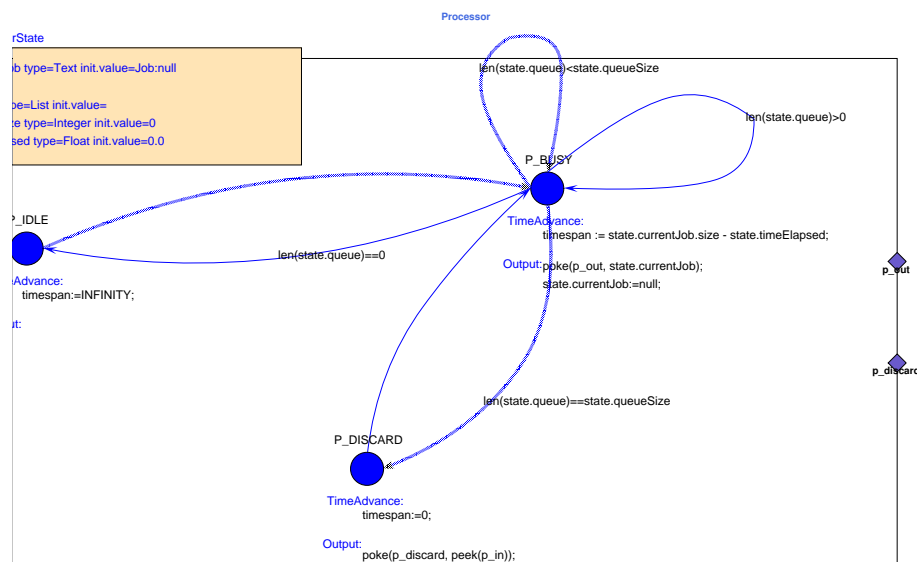 Processor
rState
b type=Text init.value=Job:null
pe=List init.value=
ze type=Integer init.value=0
sed type=Float init.value=0.0
len(state.queue)<state.queueSize
len(state.queue)>0
P_BUSY
TimeAdvance:
timespan := state.currentJob.size - state.timeElapsed;
Output:
poke(p_out, state.currentJob);
state.currentJob:=null;
P_IDLE
eAdvance:
timespan:=INFINITY;
ut:
len(state.queue)==0
p_out
p_discard
len(state.queue)==state.queueSize
P_DISCARD
TimeAdvance:
timespan:=0;
Output:
poke(p_discard, peek(p_in));